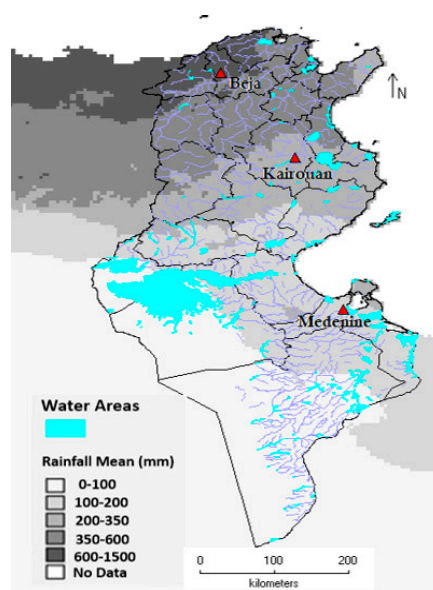 Beja
N
Kairouan
Medenine
Water Areas
Rainfall Mean (mm)
0-100
100-200
200-350
350-600
600-1500
No Data
0 100 200
kilometers